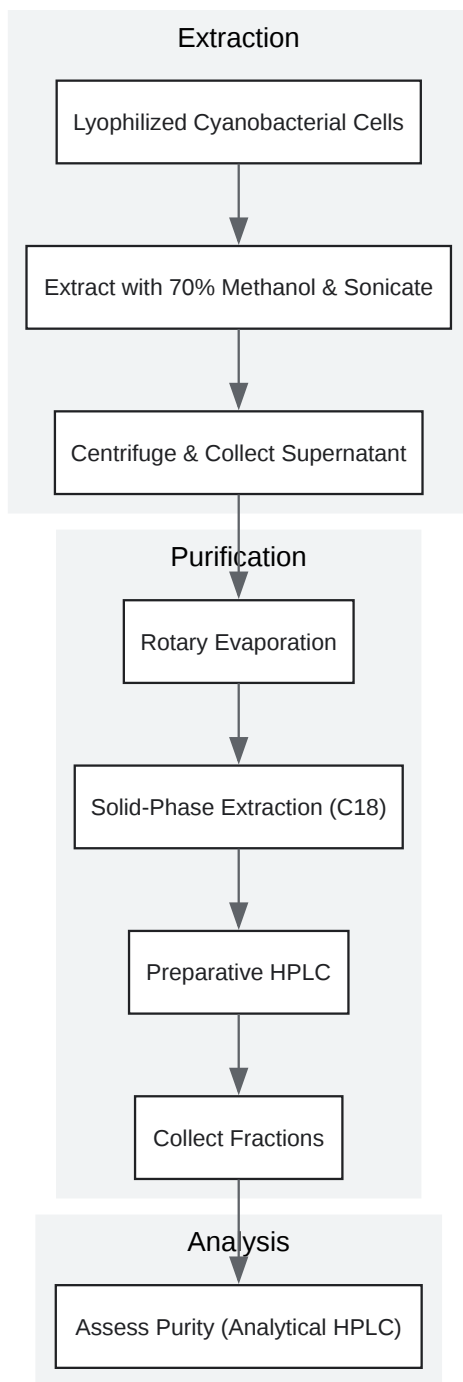 Extraction
Lyophilized Cyanobacterial Cells
Extract with 70% Methanol & Sonicate
Centrifuge & Collect Supernatant
Purification
Rotary Evaporation
Solid-Phase Extraction (C18)
Preparative HPLC
Collect Fractions
Analysis
Assess Purity (Analytical HPLC)